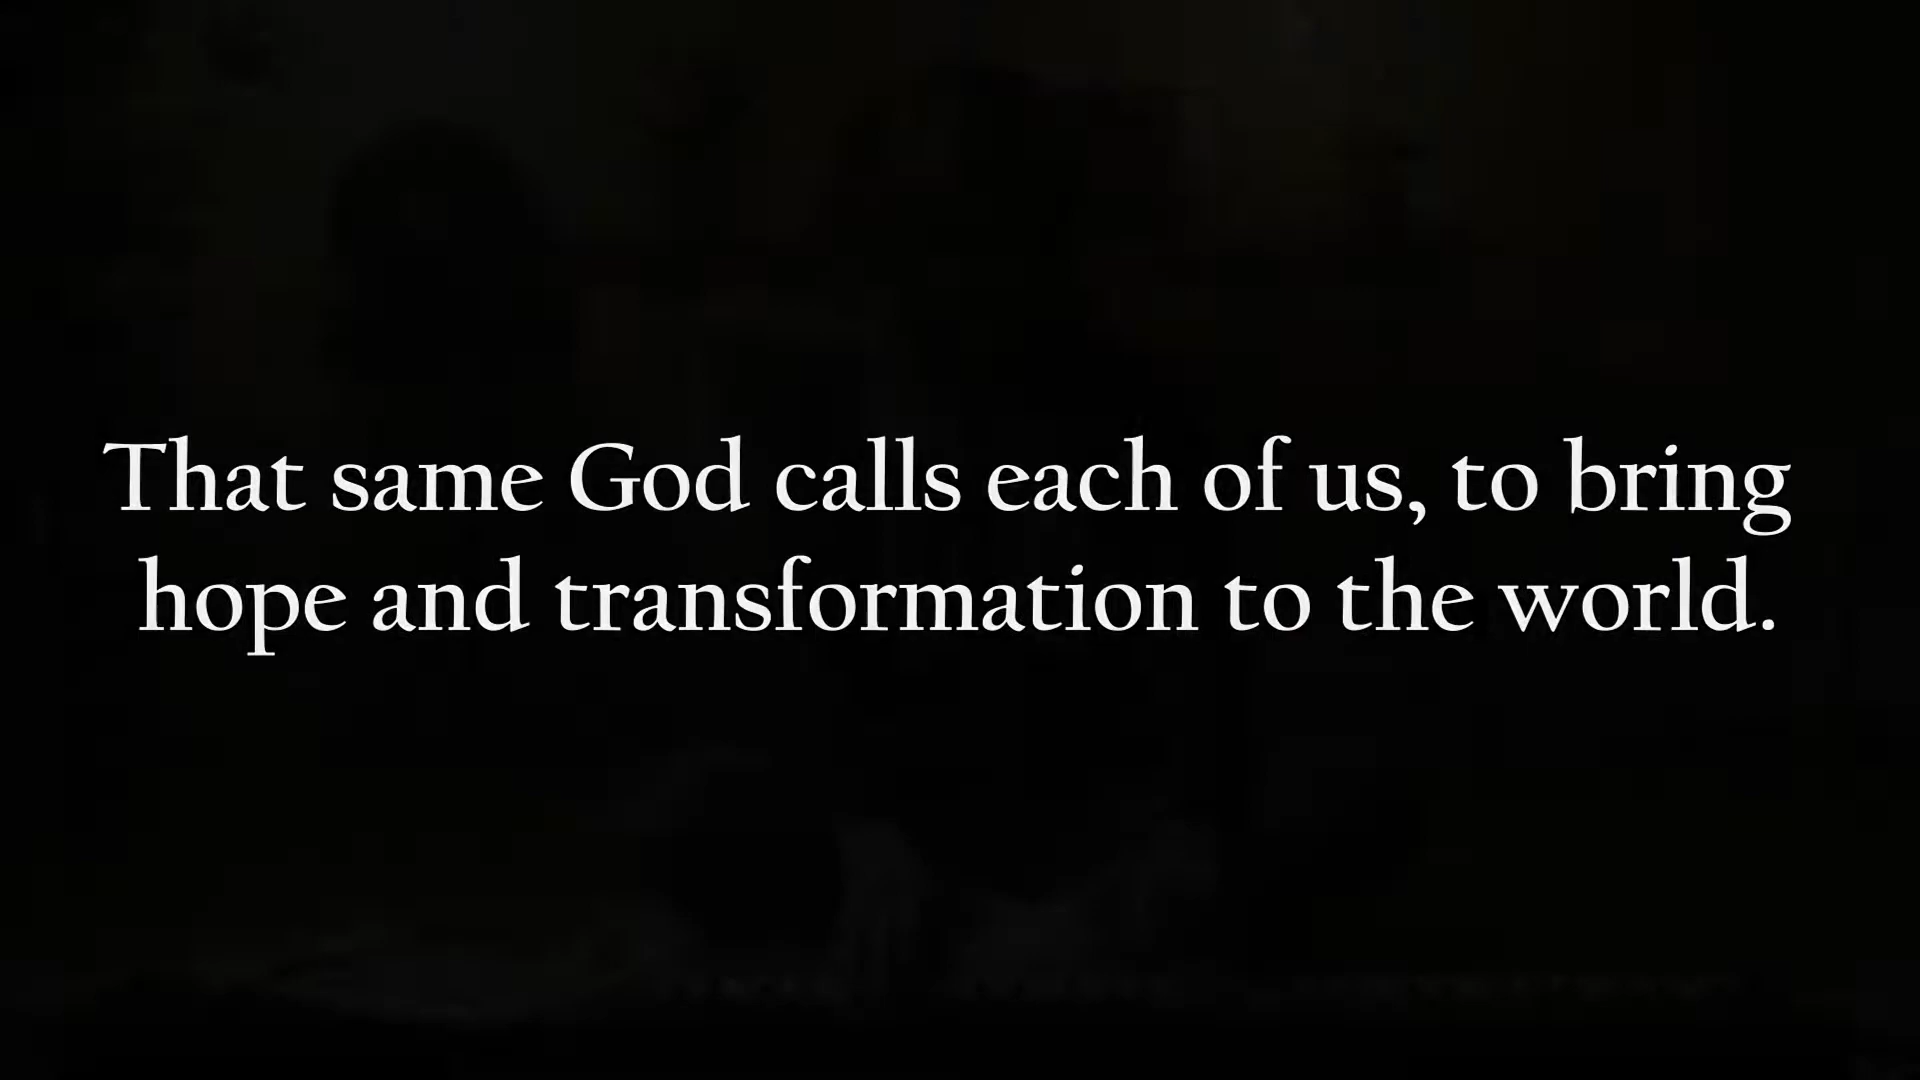 That same God calls each of us, to bring
hope and transformation to the world.